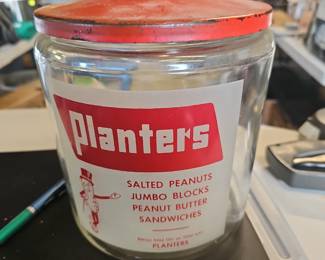 Planters
SALTED PEANUTS
JUMBO BLOCKS
PEANUT BUTTER
SANDWICHES
PLANTERS